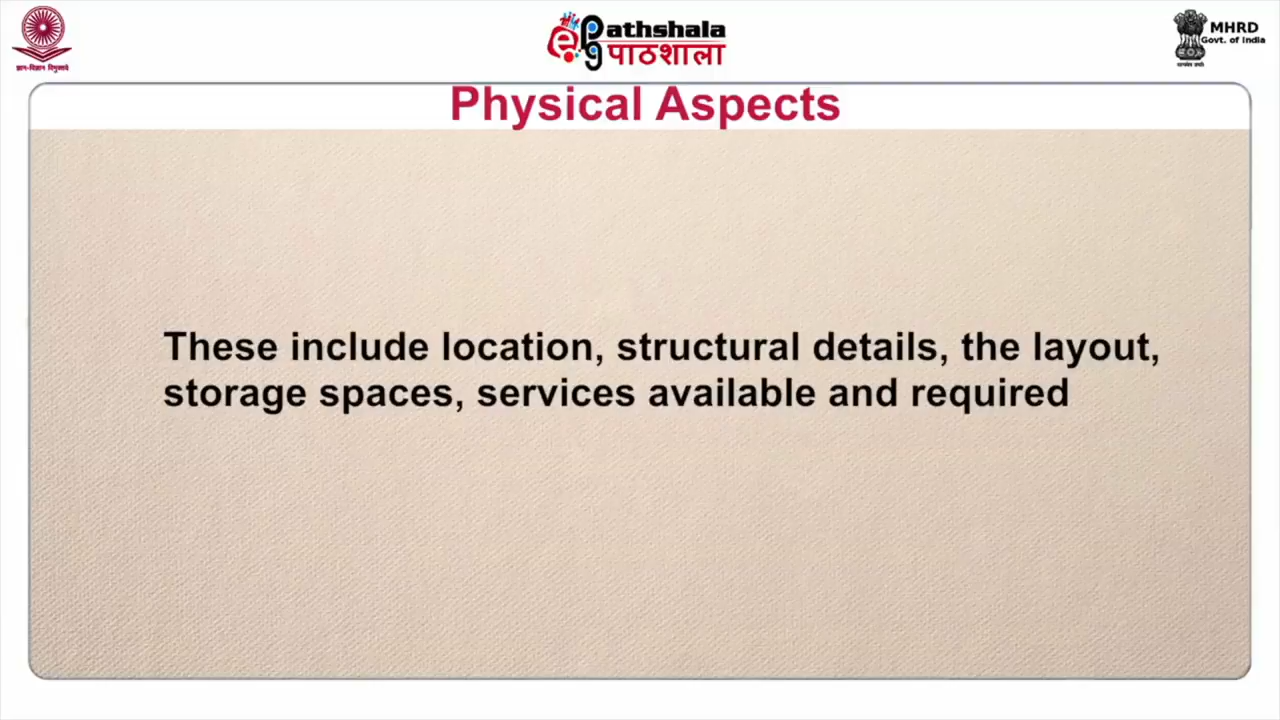 ज्ञान-विज्ञान विमुक्तये
Pathshala
पाठशाला
MHRD
Govt. of India
Physical Aspects
These include location, structural details, the layout,
storage spaces, services available and required